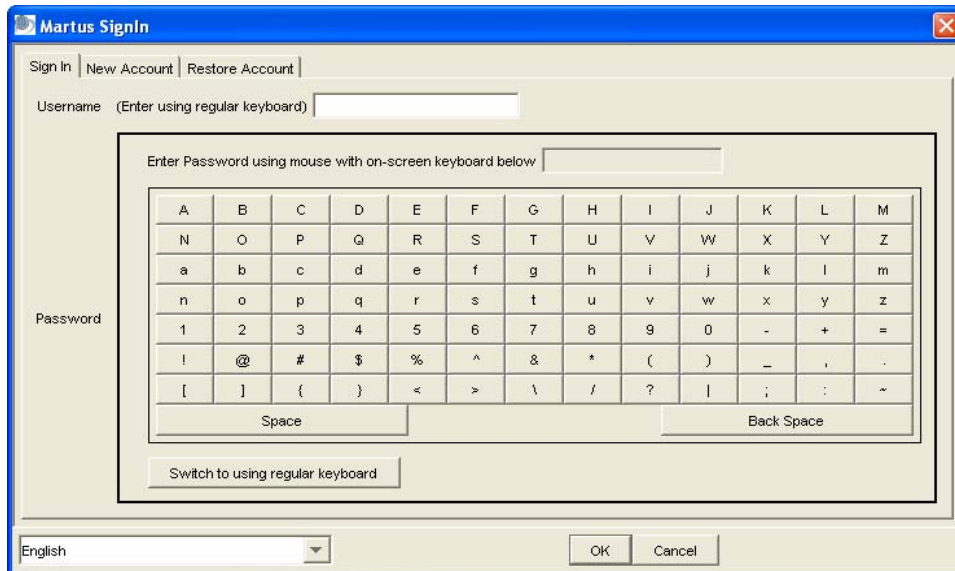 Martus SignIn
Sign In New Account Restore Account
Username (Enter using regular keyboard)
Enter Password using mouse with on-screen keyboard below
A B C D E F G H I J K L M
N O P Q R S T U V W X Y Z
a b c d e f g h i j k l m
n o p q r s t u v w x y z
Password
1 2 3 4 5 6 7 8 9 0 - + =
! @ # $ % ^ & * ( ) _ , .
[ ] { } < > \ / ? | ; : ~
Space Back Space
Switch to using regular keyboard
English OK Cancel